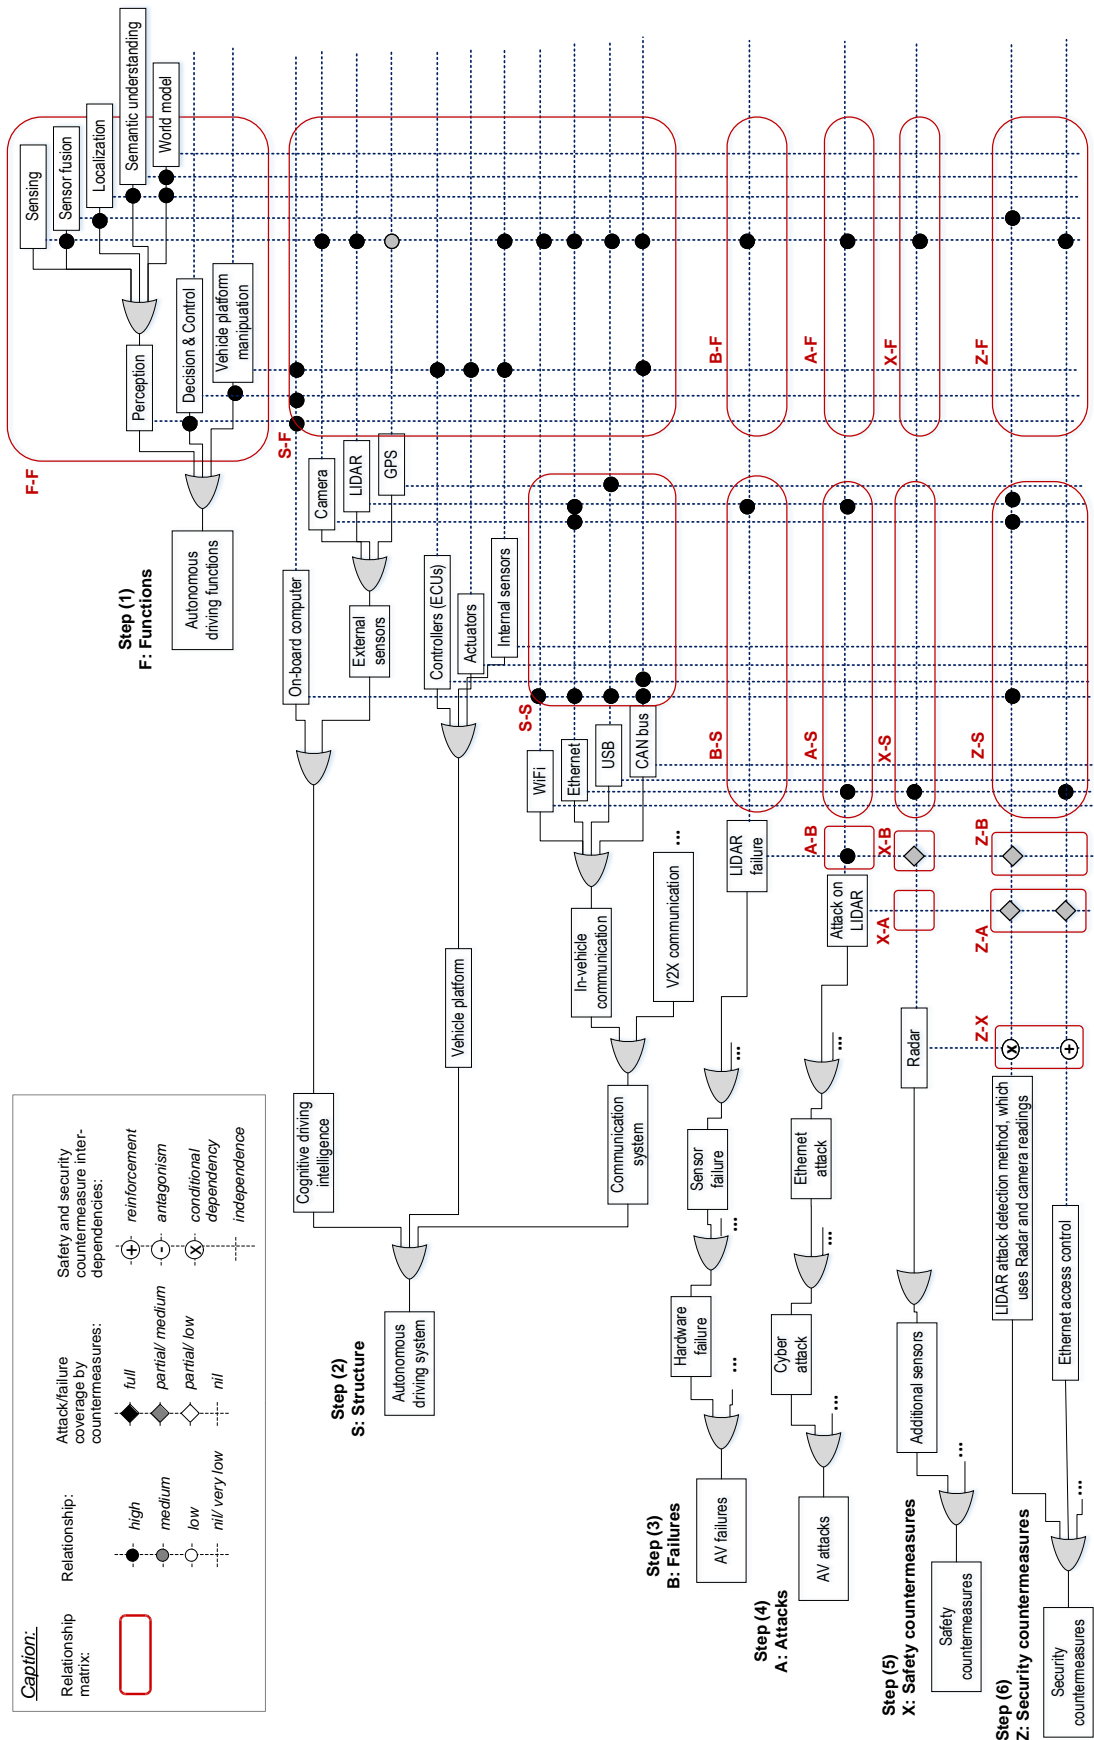 Caption:
Relationship
matrix:
Relationship:
high
medium
low
nil/ very low
Attack/failure
coverage by
countermeasures:
full
partial/ medium
partial/ low
nil
Safety and security
countermeasure inter-
dependencies:
+
reinforcement
-
antagonism
x
conditional
dependency
independence
Step (1)
F: Functions
Autonomous
driving functions
F-F
Perception
Decision & Control
Vehicle platform
manipuation
Sensing
Sensor fusion
Localization
Semantic understanding
World model
Step (2)
S: Structure
Autonomous
driving system
Cognitive driving
intelligence
Vehicle platform
Communication
system
On-board computer
External
sensors
Camera
LIDAR
GPS
S-F
Controllers (ECUs)
Actuators
Internal sensors
In-vehicle
communication
V2X communication
...
WiFi
Ethernet
USB
CAN bus
S-S
Step (3)
B: Failures
AV failures
...
Hardware
failure
...
Sensor
failure
...
LIDAR
failure
B-S
B-F
Step (4)
A: Attacks
AV attacks
...
Cyber
attack
...
Ethernet
attack
...
Attack on
LIDAR
A-B
A-S
A-F
Step (5)
X: Safety countermeasures
Safety
countermeasures
...
Additional sensors
Radar
X-A
X-B
X-S
X-F
Step (6)
Z: Security countermeasures
Security
countermeasures
...
LIDAR attack detection method, which
uses Radar and camera readings
Ethernet access control
Z-X
x
+
Z-A
Z-B
Z-S
Z-F